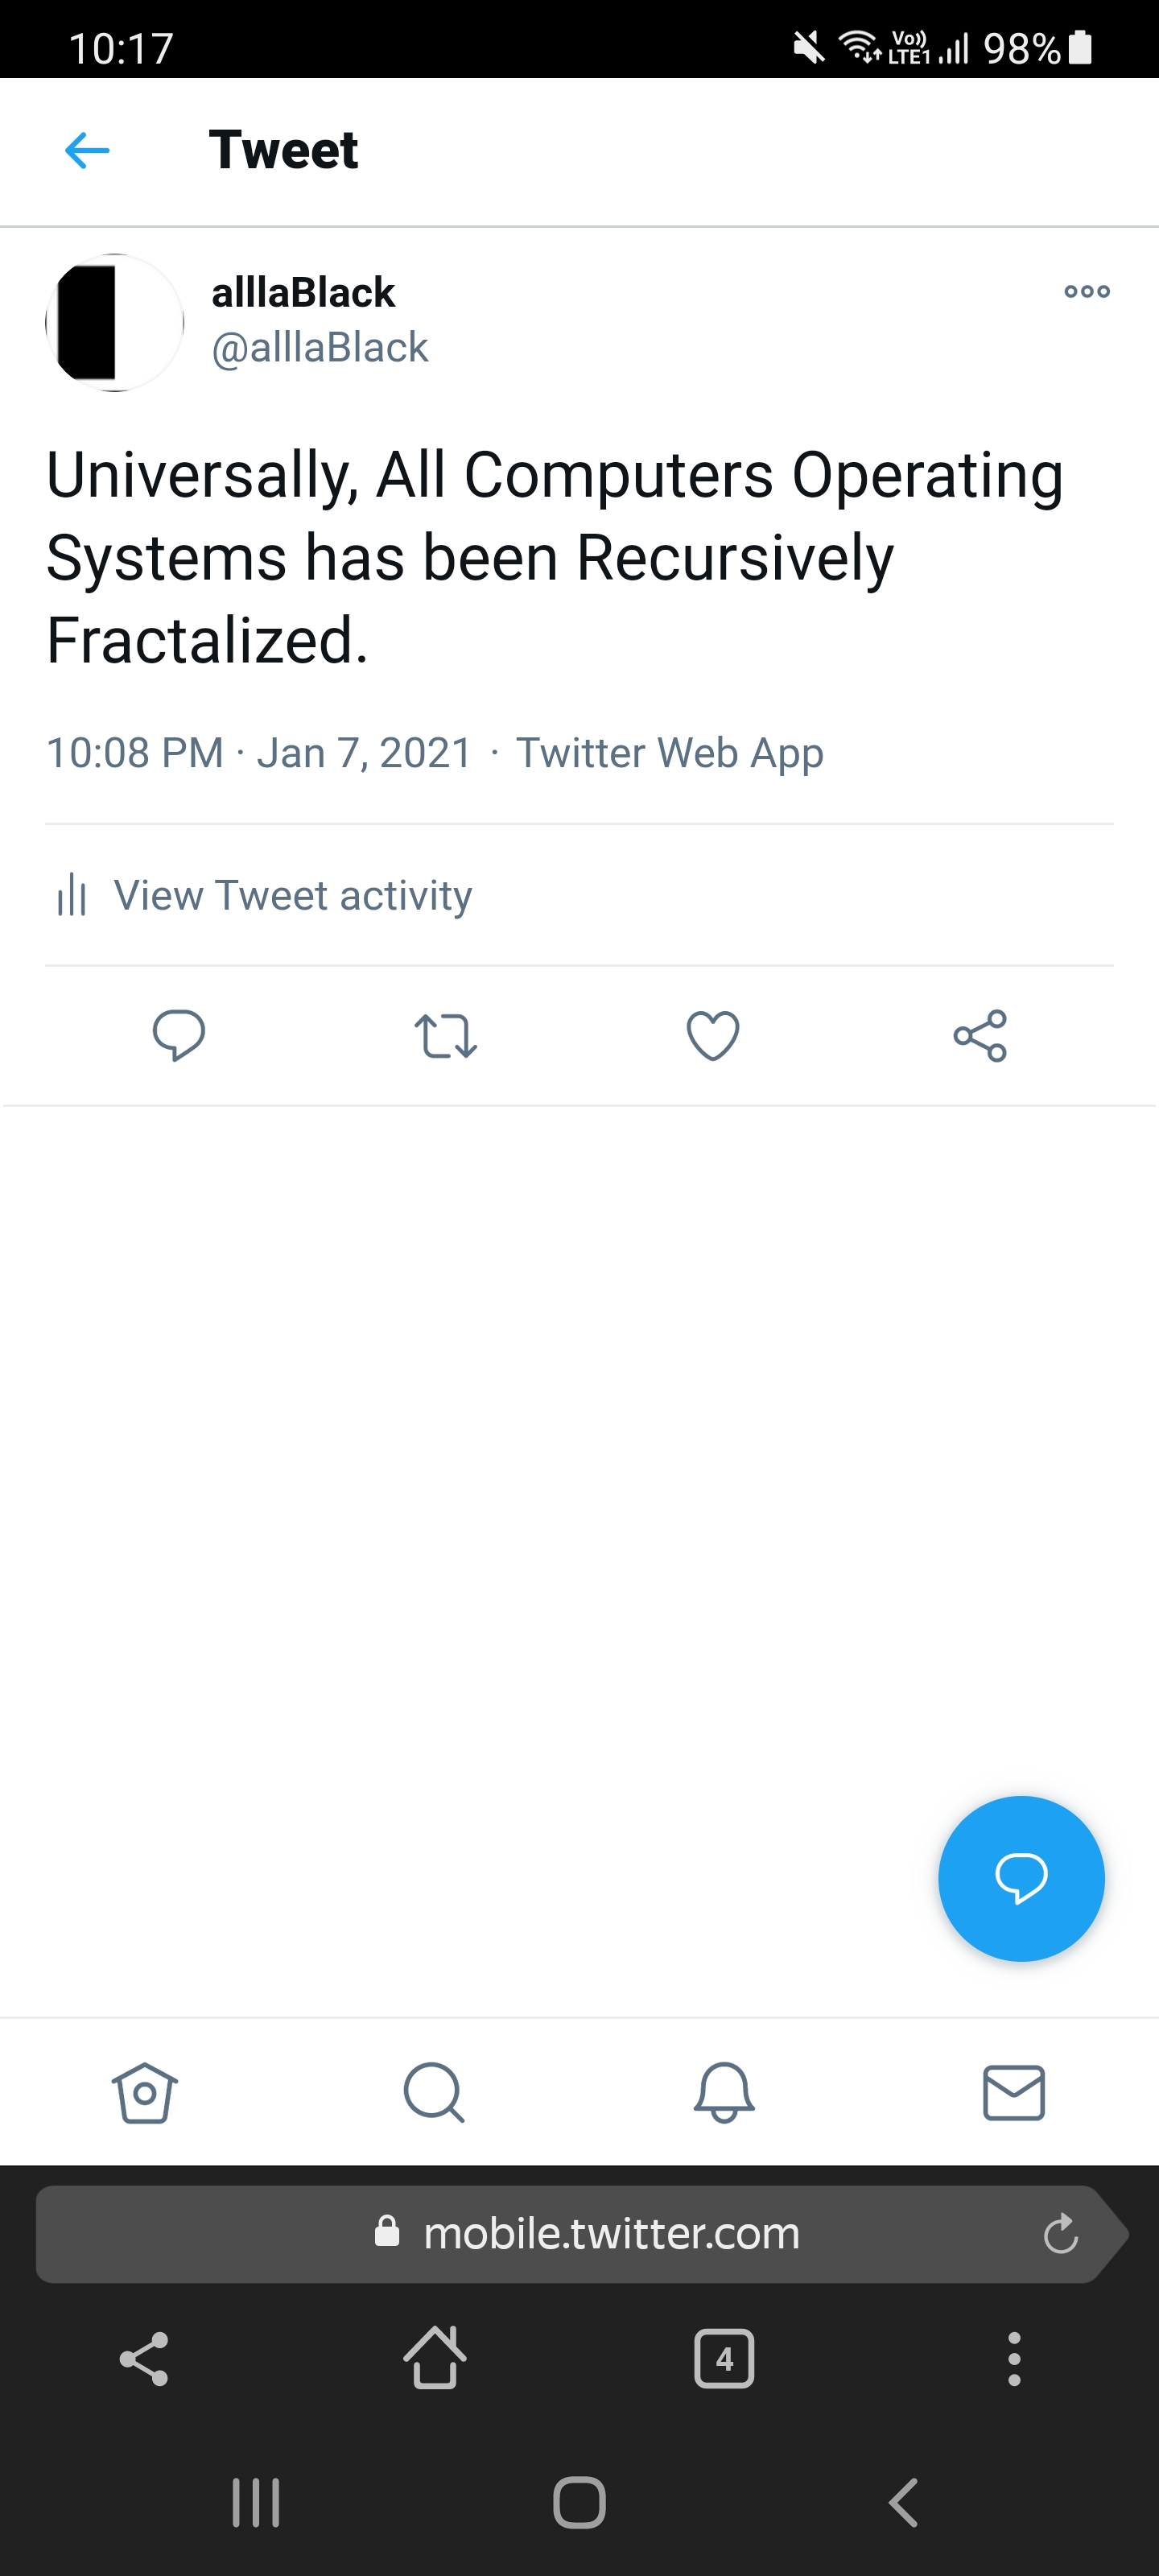 10:17 Vo)) LTE1 98%
Tweet
alllaBlack
@alllaBlack
Universally, All Computers Operating
Systems has been Recursively
Fractalized.
10:08 PM · Jan 7, 2021 · Twitter Web App
View Tweet activity
mobile.twitter.com
4